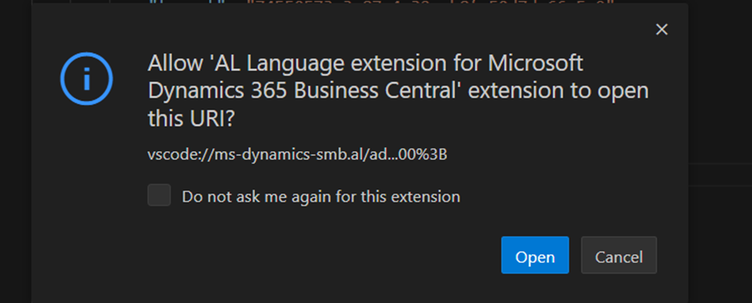 Allow 'AL Language extension for Microsoft
Dynamics 365 Business Central' extension to open
this URI?
vscode://ms-dynamics-smb.al/ad...00%3B
Do not ask me again for this extension
Open
Cancel